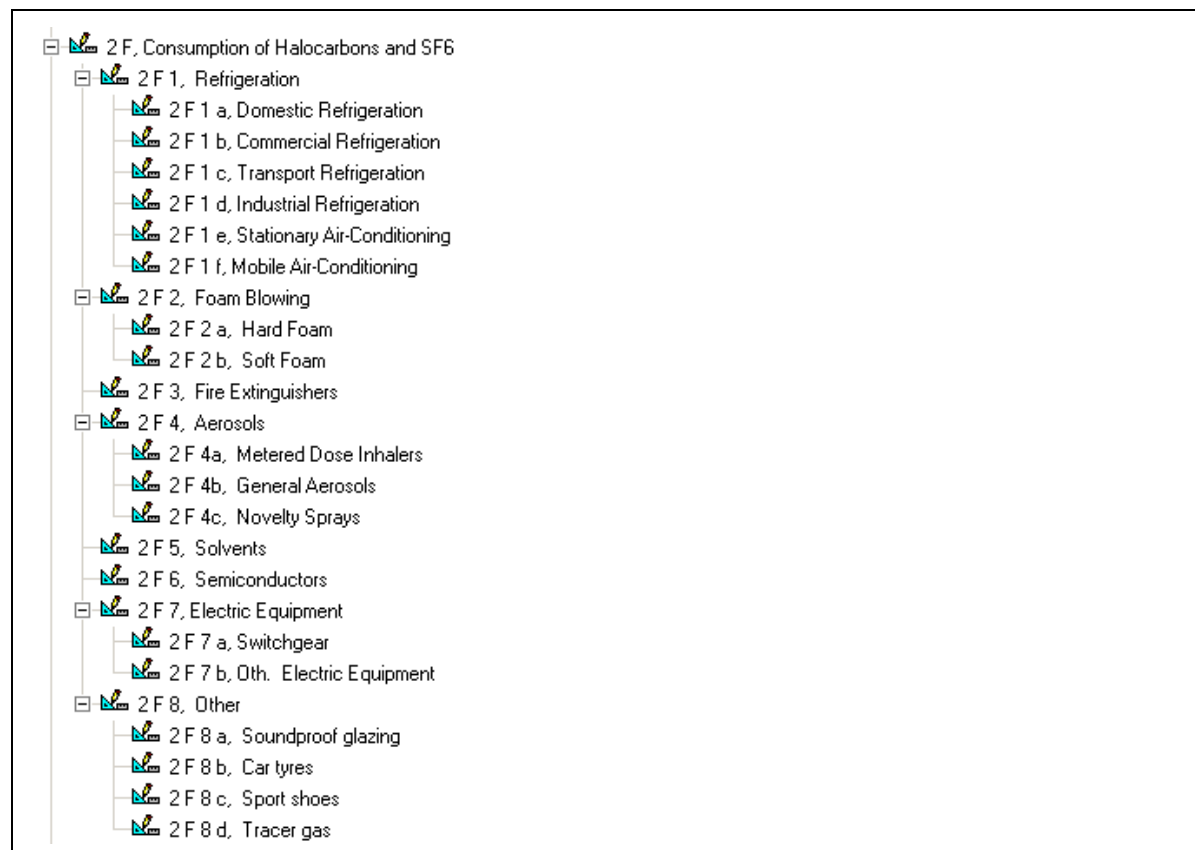 2 F, Consumption of Halocarbons and SF6
2 F 1, Refrigeration
2 F 1 a, Domestic Refrigeration
2 F 1 b, Commercial Refrigeration
2 F 1 c, Transport Refrigeration
2 F 1 d, Industrial Refrigeration
2 F 1 e, Stationary Air-Conditioning
2 F 1 f, Mobile Air-Conditioning
2 F 2, Foam Blowing
2 F 2 a, Hard Foam
2 F 2 b, Soft Foam
2 F 3, Fire Extinguishers
2 F 4, Aerosols
2 F 4a, Metered Dose Inhalers
2 F 4b, General Aerosols
2 F 4c, Novelty Sprays
2 F 5, Solvents
2 F 6, Semiconductors
2 F 7, Electric Equipment
2 F 7 a, Switchgear
2 F 7 b, Oth. Electric Equipment
2 F 8, Other
2 F 8 a, Soundproof glazing
2 F 8 b, Car tyres
2 F 8 c, Sport shoes
2 F 8 d, Tracer gas